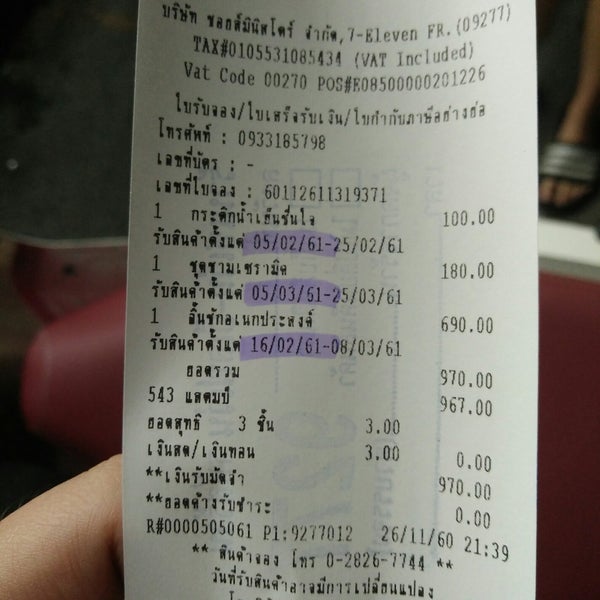 บริษัท ชอยส์มินิสโตร์ จำกัด,7-Eleven FR.(09277)
TAX#0105531085434 (VAT Included)
Vat Code 00270 POS#E08500000201226
ใบรับจอง/ใบเสร็จรับเงิน/ใบกำกับภาษีอย่างย่อ
โทรศัพท์ : 0933185798
เลขที่บัตร : -
เลขที่ใบจอง : 60112611319371
1 กระติกน้ำเย็นชื่นใจ 100.00
รับสินค้าตั้งแต่ 05/02/61-25/02/61
1 ชุดชามเซรามิค 180.00
รับสินค้าตั้งแต่ 05/03/61-25/03/61
1 ลิ้นชักอเนกประสงค์ 690.00
รับสินค้าตั้งแต่ 16/02/61-08/03/61
ยอดรวม 970.00
543 แสตมป์ 967.00
ยอดสุทธิ 3 ชิ้น 3.00
เงินสด/เงินทอน 3.00 0.00
**เงินรับมัดจำ 970.00
**ยอดค้างรับชำระ 0.00
R#0000505061 P1:9277012 26/11/60 21:39
** สินค้าจอง โทร 0-2826-7744 **
วันที่รับสินค้าอาจมีการเปลี่ยนแปลง